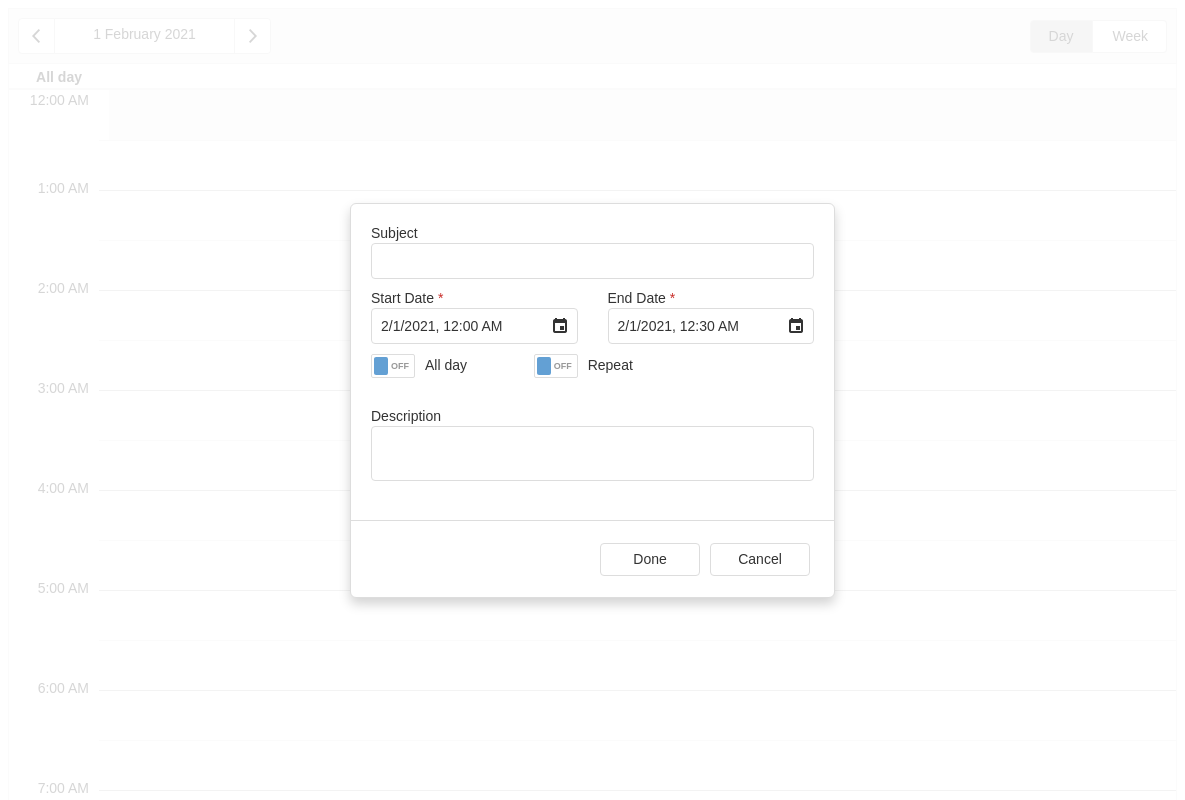 1 February 2021
Day Week
All day
12:00 AM
1:00 AM
2:00 AM
3:00 AM
4:00 AM
5:00 AM
6:00 AM
7:00 AM
Subject
Start Date * End Date *
2/1/2021, 12:00 AM 2/1/2021, 12:30 AM
OFF All day OFF Repeat
Description
Done Cancel